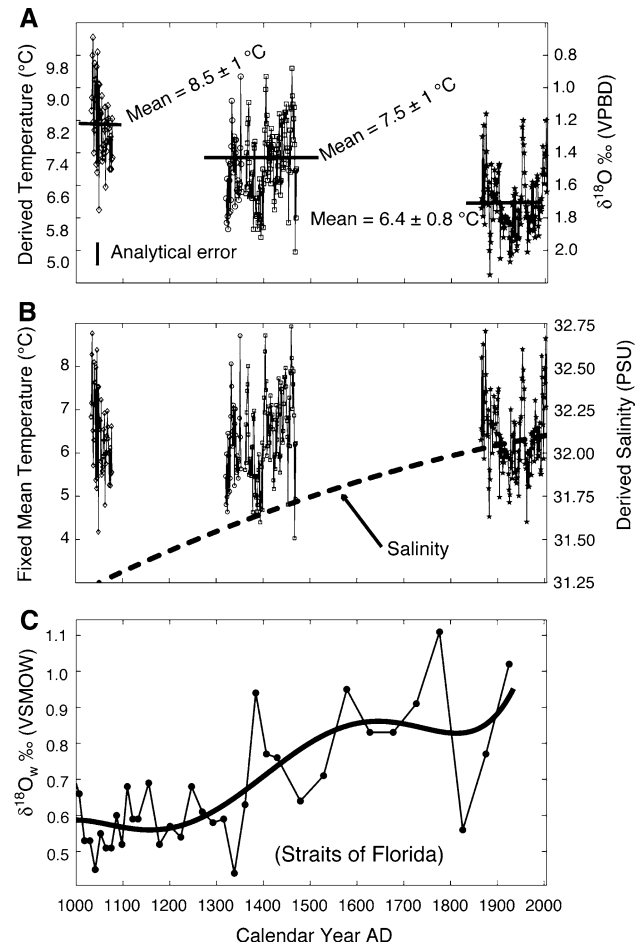 A
Derived Temperature (°C)
9.8
9.0
8.2
7.4
6.6
5.8
5.0
Mean = 8.5 ± 1 °C
Mean = 7.5 ± 1 °C
Mean = 6.4 ± 0.8 °C
Analytical error
0.8
1.0
1.2
1.4
1.6
1.8
2.0
δ18O ‰ (VPBD)
B
Fixed Mean Temperature (°C)
8
7
6
5
4
Salinity
32.75
32.50
32.25
32.00
31.75
31.50
31.25
Derived Salinity (PSU)
C
δ18Ow ‰ (VSMOW)
1.1
1.0
0.9
0.8
0.7
0.6
0.5
(Straits of Florida)
1000 1100 1200 1300 1400 1500 1600 1700 1800 1900 2000
Calendar Year AD